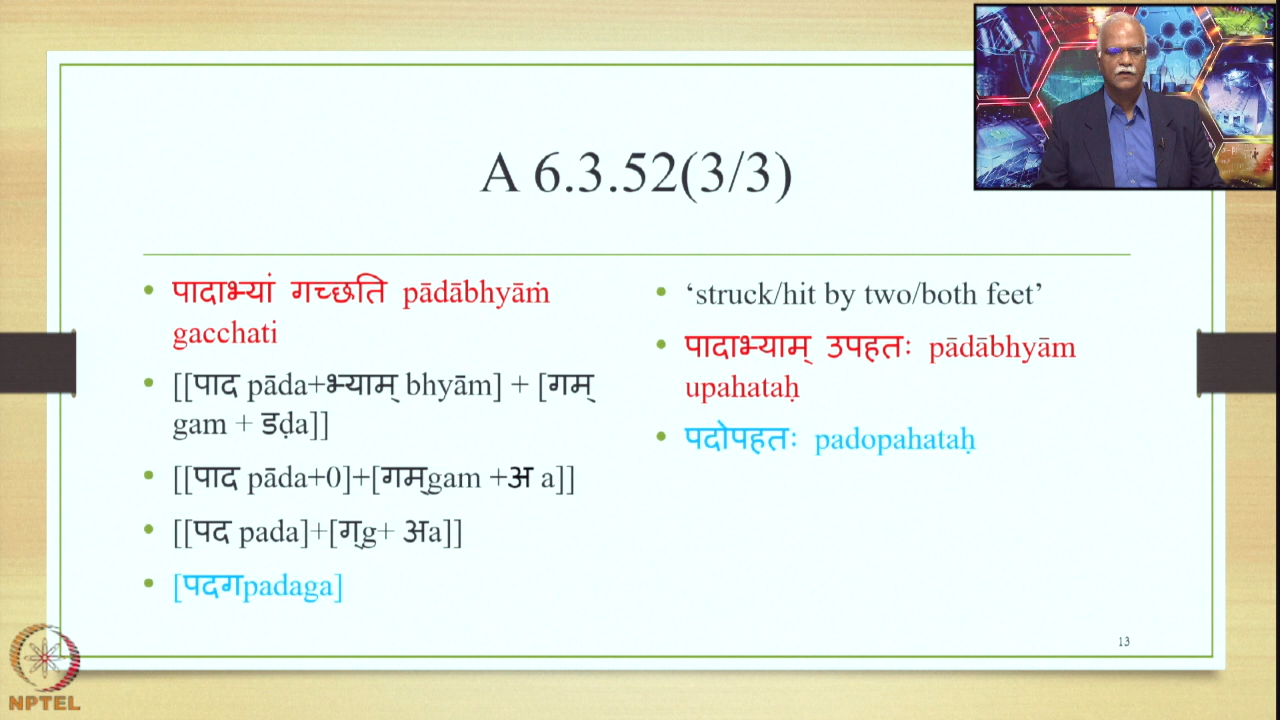 A 6.3.52(3/3)
• पादाभ्यां गच्छति pādābhyāṁ
gacchati
• [[पाद pāda+भ्याम् bhyām] + [गम्
gam + डḍa]]
• [[पाद pāda+0]+[गम्gam +अ a]]
• [[पद pada]+[ग्g+ अa]]
• [पदगpadaga]
• ‘struck/hit by two/both feet’
• पादाभ्याम् उपहतः pādābhyām
upahataḥ
• पदोपहतः padopahataḥ
13
NPTEL